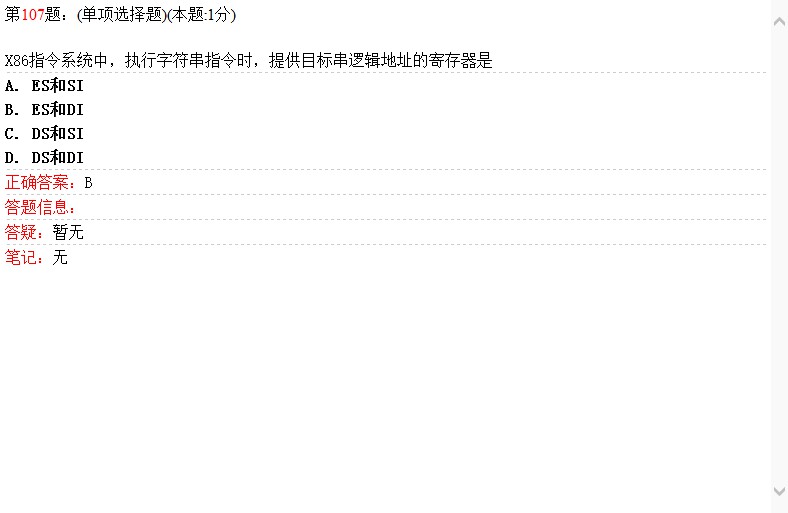 第107题：(单项选择题)(本题:1分)
X86指令系统中，执行字符串指令时，提供目标串逻辑地址的寄存器是
A. ES和SI
B. ES和DI
C. DS和SI
D. DS和DI
正确答案：B
答题信息：
答疑：暂无
笔记：无